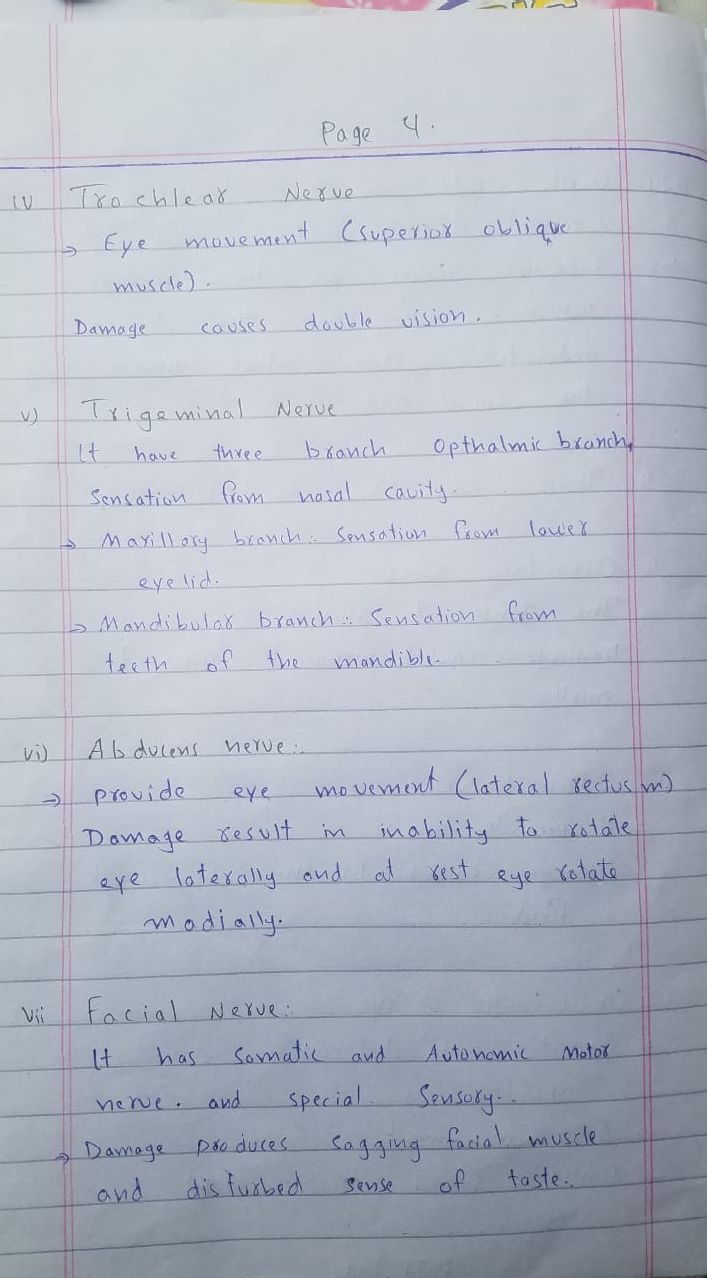 Page 4.
iv Trochlear Nerve
→ Eye movement (superior oblique
muscle).
Damage causes double vision.
v) Trigeminal Nerve
It have three branch Opthalmic branch,
Sensation from nasal cavity.
→ Maxillary branch: Sensation from lower
eyelid.
→ Mandibular branch: Sensation from
teeth of the mandible.
vi) Abducens nerve:
→ provide eye movement (lateral rectus m)
Damage result in inability to rotate
eye laterally and at rest eye rotate
madially.
vii Facial Nerve:
It has Somatic and Autonomic Motor
nerve. and special Sensory.
→ Damage produces sagging facial muscle
and disturbed sense of taste.